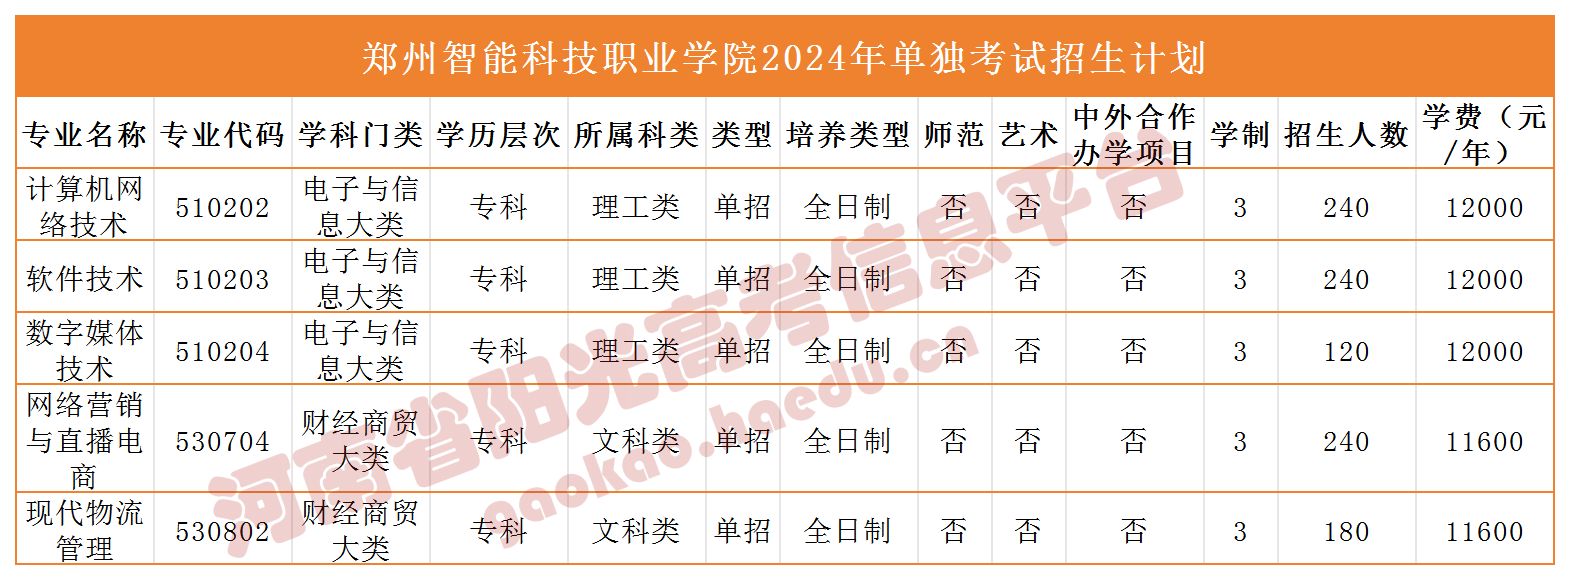 郑州智能科技职业学院2024年单独考试招生计划
专业名称 专业代码 学科门类 学历层次 所属科类 类型 培养类型 师范 艺术 中外合作办学项目 学制 招生人数 学费（元/年）
计算机网络技术 510202 电子与信息大类 专科 理工类 单招 全日制 否 否 否 3 240 12000
软件技术 510203 电子与信息大类 专科 理工类 单招 全日制 否 否 否 3 240 12000
数字媒体技术 510204 电子与信息大类 专科 理工类 单招 全日制 否 否 否 3 120 12000
网络营销与直播电商 530704 财经商贸大类 专科 文科类 单招 全日制 否 否 否 3 240 11600
现代物流管理 530802 财经商贸大类 专科 文科类 单招 全日制 否 否 否 3 180 11600
河南省阳光高考信息平台
gaokao.haedu.cn